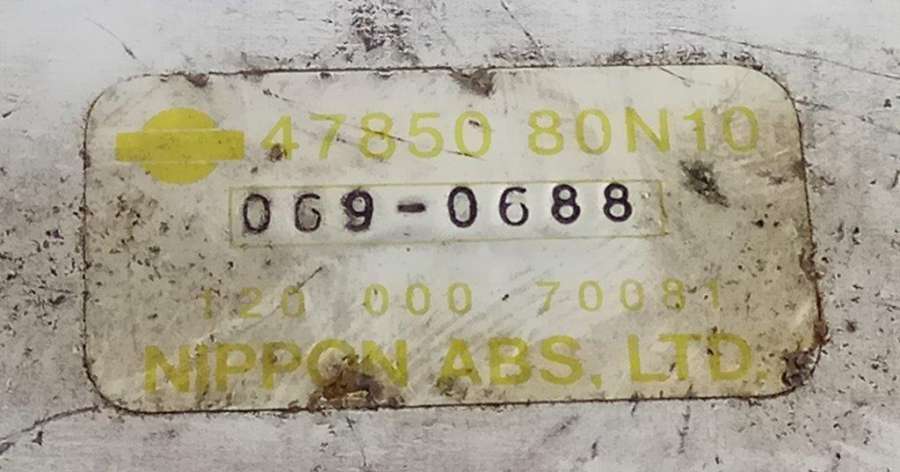 47850 80N10
069-0688
120 000 70081
NIPPON ABS, LTD.